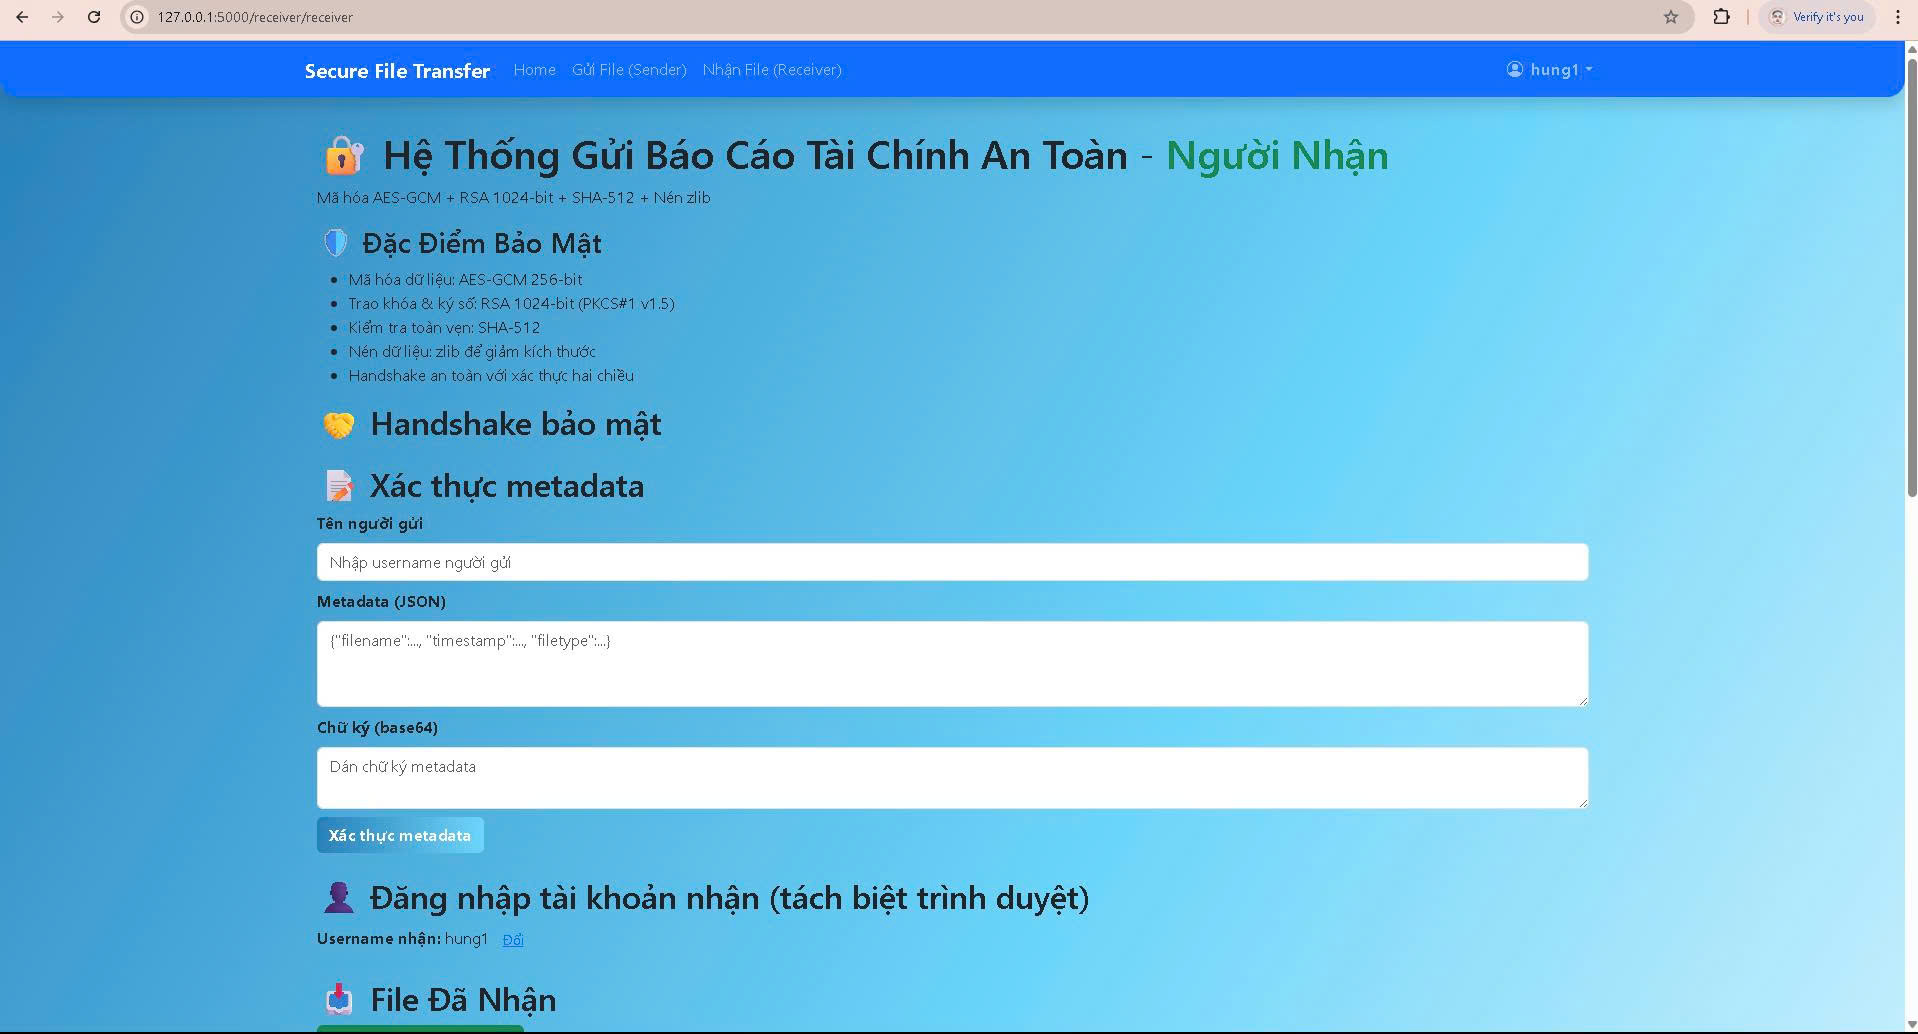 127.0.0.1:5000/receiver/receiver
Verify it's you
Secure File Transfer Home Gửi File (Sender) Nhận File (Receiver) hung1
Hệ Thống Gửi Báo Cáo Tài Chính An Toàn - Người Nhận
Mã hóa AES-GCM + RSA 1024-bit + SHA-512 + Nén zlib
Đặc Điểm Bảo Mật
Mã hóa dữ liệu: AES-GCM 256-bit
Trao khóa & ký số: RSA 1024-bit (PKCS#1 v1.5)
Kiểm tra toàn vẹn: SHA-512
Nén dữ liệu: zlib để giảm kích thước
Handshake an toàn với xác thực hai chiều
Handshake bảo mật
Xác thực metadata
Tên người gửi
Nhập username người gửi
Metadata (JSON)
{"filename":..., "timestamp":..., "filetype":...}
Chữ ký (base64)
Dán chữ ký metadata
Xác thực metadata
Đăng nhập tài khoản nhận (tách biệt trình duyệt)
Username nhận: hung1 Đổi
File Đã Nhận